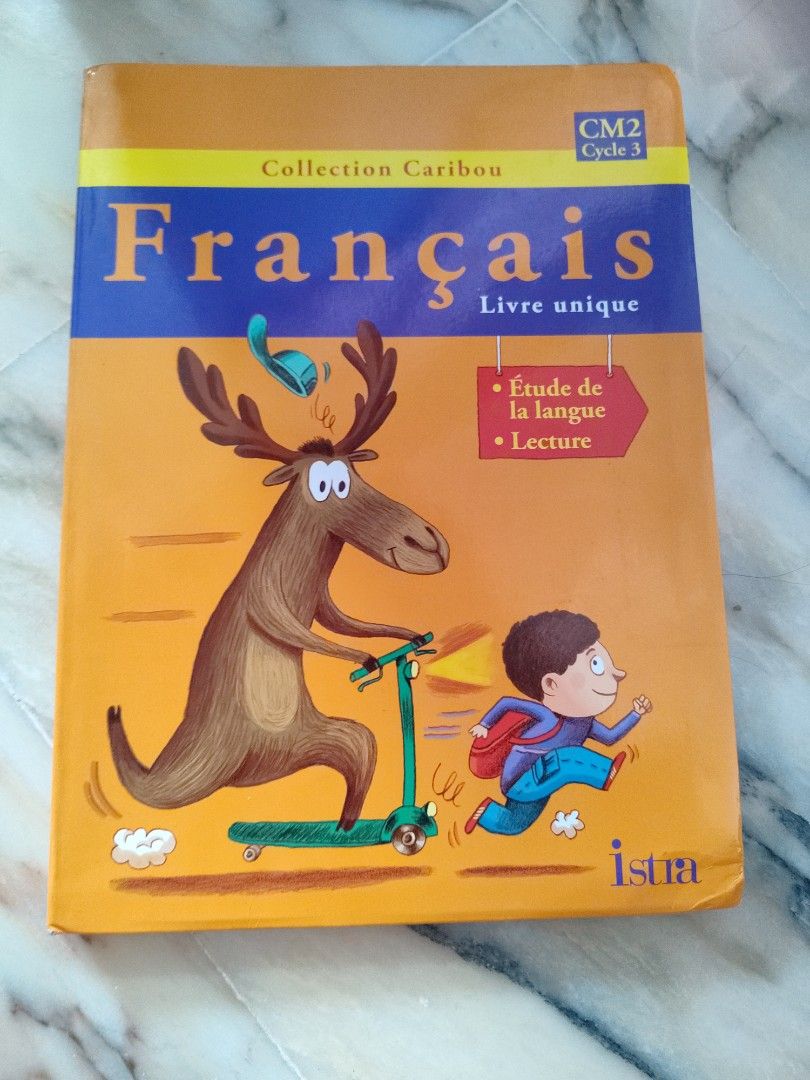 CM2
Cycle 3
Collection Caribou
Français
Livre unique
• Étude de
la langue
• Lecture
istra